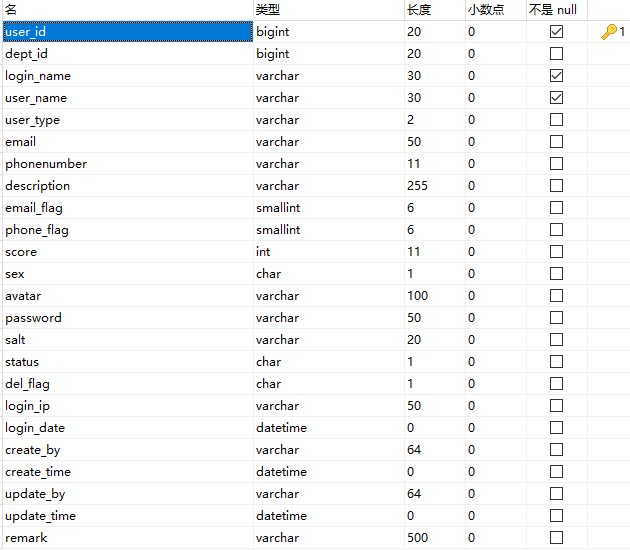 名 类型 长度 小数点 不是 null
user_id bigint 20 0 1
dept_id bigint 20 0
login_name varchar 30 0
user_name varchar 30 0
user_type varchar 2 0
email varchar 50 0
phonenumber varchar 11 0
description varchar 255 0
email_flag smallint 6 0
phone_flag smallint 6 0
score int 11 0
sex char 1 0
avatar varchar 100 0
password varchar 50 0
salt varchar 20 0
status char 1 0
del_flag char 1 0
login_ip varchar 50 0
login_date datetime 0 0
create_by varchar 64 0
create_time datetime 0 0
update_by varchar 64 0
update_time datetime 0 0
remark varchar 500 0